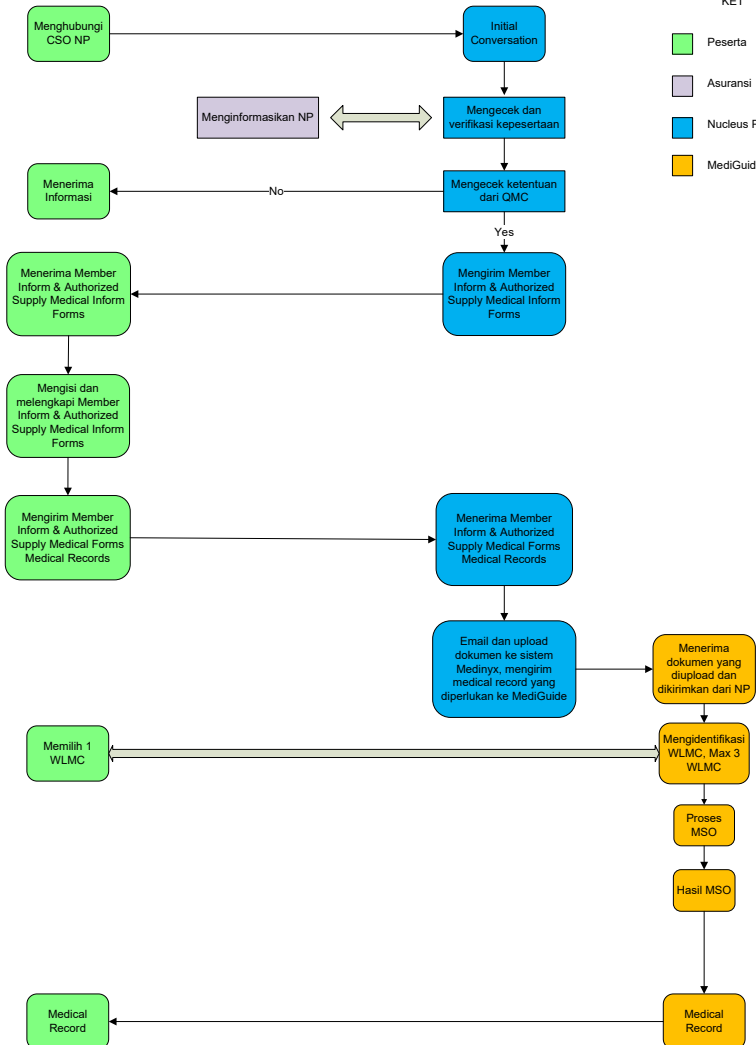 KET
Menghubungi
CSO NP
Initial
Conversation
Peserta
Asuransi
Menginformasikan NP
Mengecek dan
verifikasi kepesertaan
Nucleus
MediGuid
Menerima
Informasi
No
Mengecek ketentuan
dari QMC
Yes
Menerima Member
Inform & Authorized
Supply Medical Inform
Forms
Mengirim Member
Inform & Authorized
Supply Medical Inform
Forms
Mengisi dan
melengkapi Member
Inform & Authorized
Supply Medical Inform
Forms
Mengirim Member
Inform & Authorized
Supply Medical Forms
Medical Records
Menerima Member
Inform & Authorized
Supply Medical Forms
Medical Records
Email dan upload
dokumen ke sistem
Medinyx, mengirim
medical record yang
diperlukan ke MediGuide
Menerima
dokumen yang
diupload dan
dikirimkan dari NP
Memilih 1
WLMC
Mengidentifikasi
WLMC, Max 3
WLMC
Proses
MSO
Hasil MSO
Medical
Record
Medical
Record